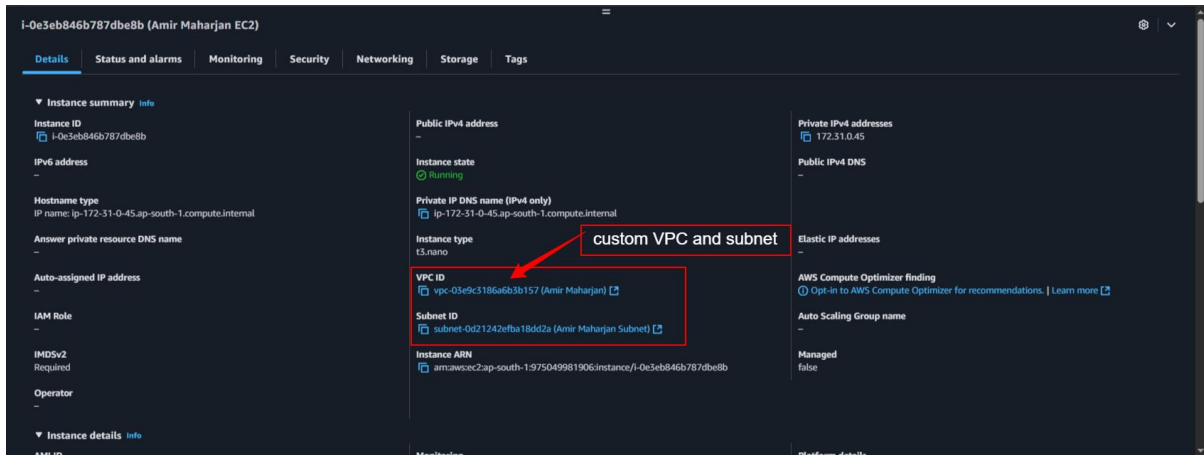 i-0e3eb846b787dbe8b (Amir Maharjan EC2)
Details Status and alarms Monitoring Security Networking Storage Tags
Instance summary Info
Instance ID
i-0e3eb846b787dbe8b
Public IPv4 address
–
Private IPv4 addresses
172.31.0.45
IPv6 address
–
Instance state
Running
Public IPv4 DNS
–
Hostname type
IP name: ip-172-31-0-45.ap-south-1.compute.internal
Private IP DNS name (IPv4 only)
ip-172-31-0-45.ap-south-1.compute.internal
Answer private resource DNS name
–
Instance type
t3.nano
custom VPC and subnet
Elastic IP addresses
–
Auto-assigned IP address
–
VPC ID
vpc-03e9c3186a6b3b157 (Amir Maharjan)
AWS Compute Optimizer finding
Opt-in to AWS Compute Optimizer for recommendations. | Learn more
IAM Role
–
Subnet ID
subnet-0d21242efba18dd2a (Amir Maharjan Subnet)
Auto Scaling Group name
–
IMDSv2
Required
Instance ARN
arn:aws:ec2:ap-south-1:975049981906:instance/i-0e3eb846b787dbe8b
Managed
false
Operator
–
Instance details Info
AMI ID Monitoring Platform details